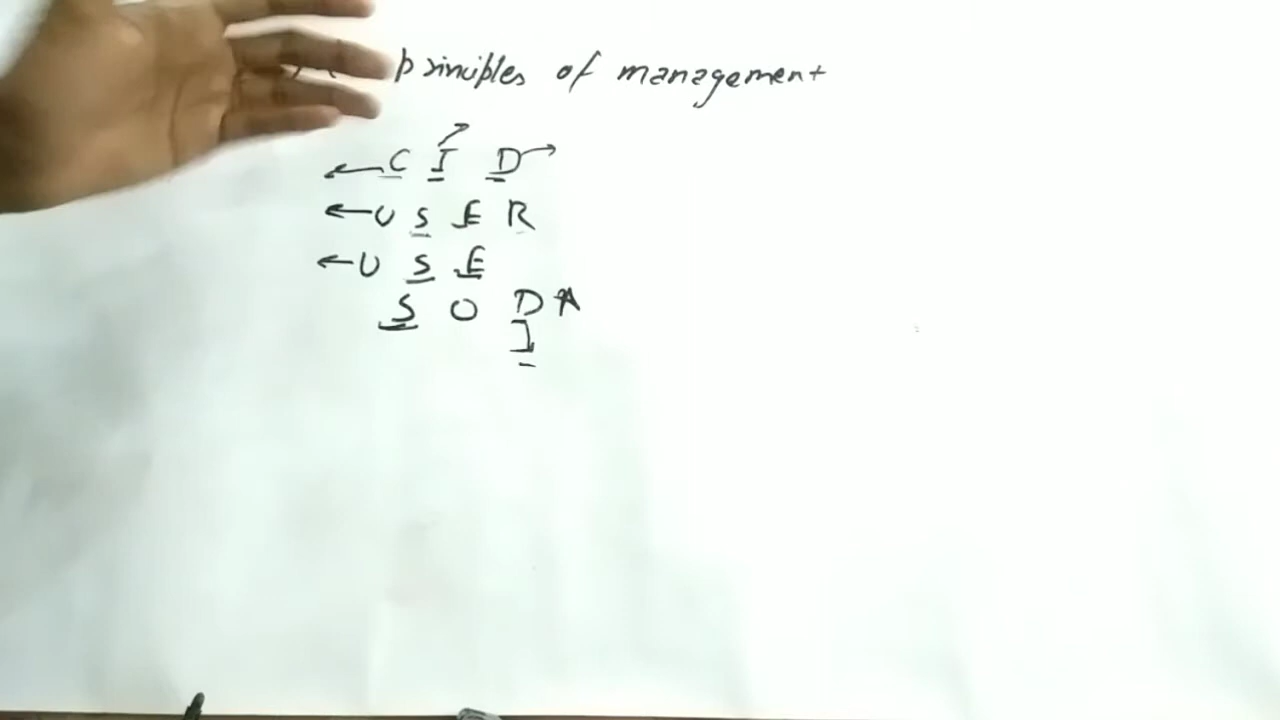 principles of management
← C I → D →
← U S E R
← U S E
S O D A
I